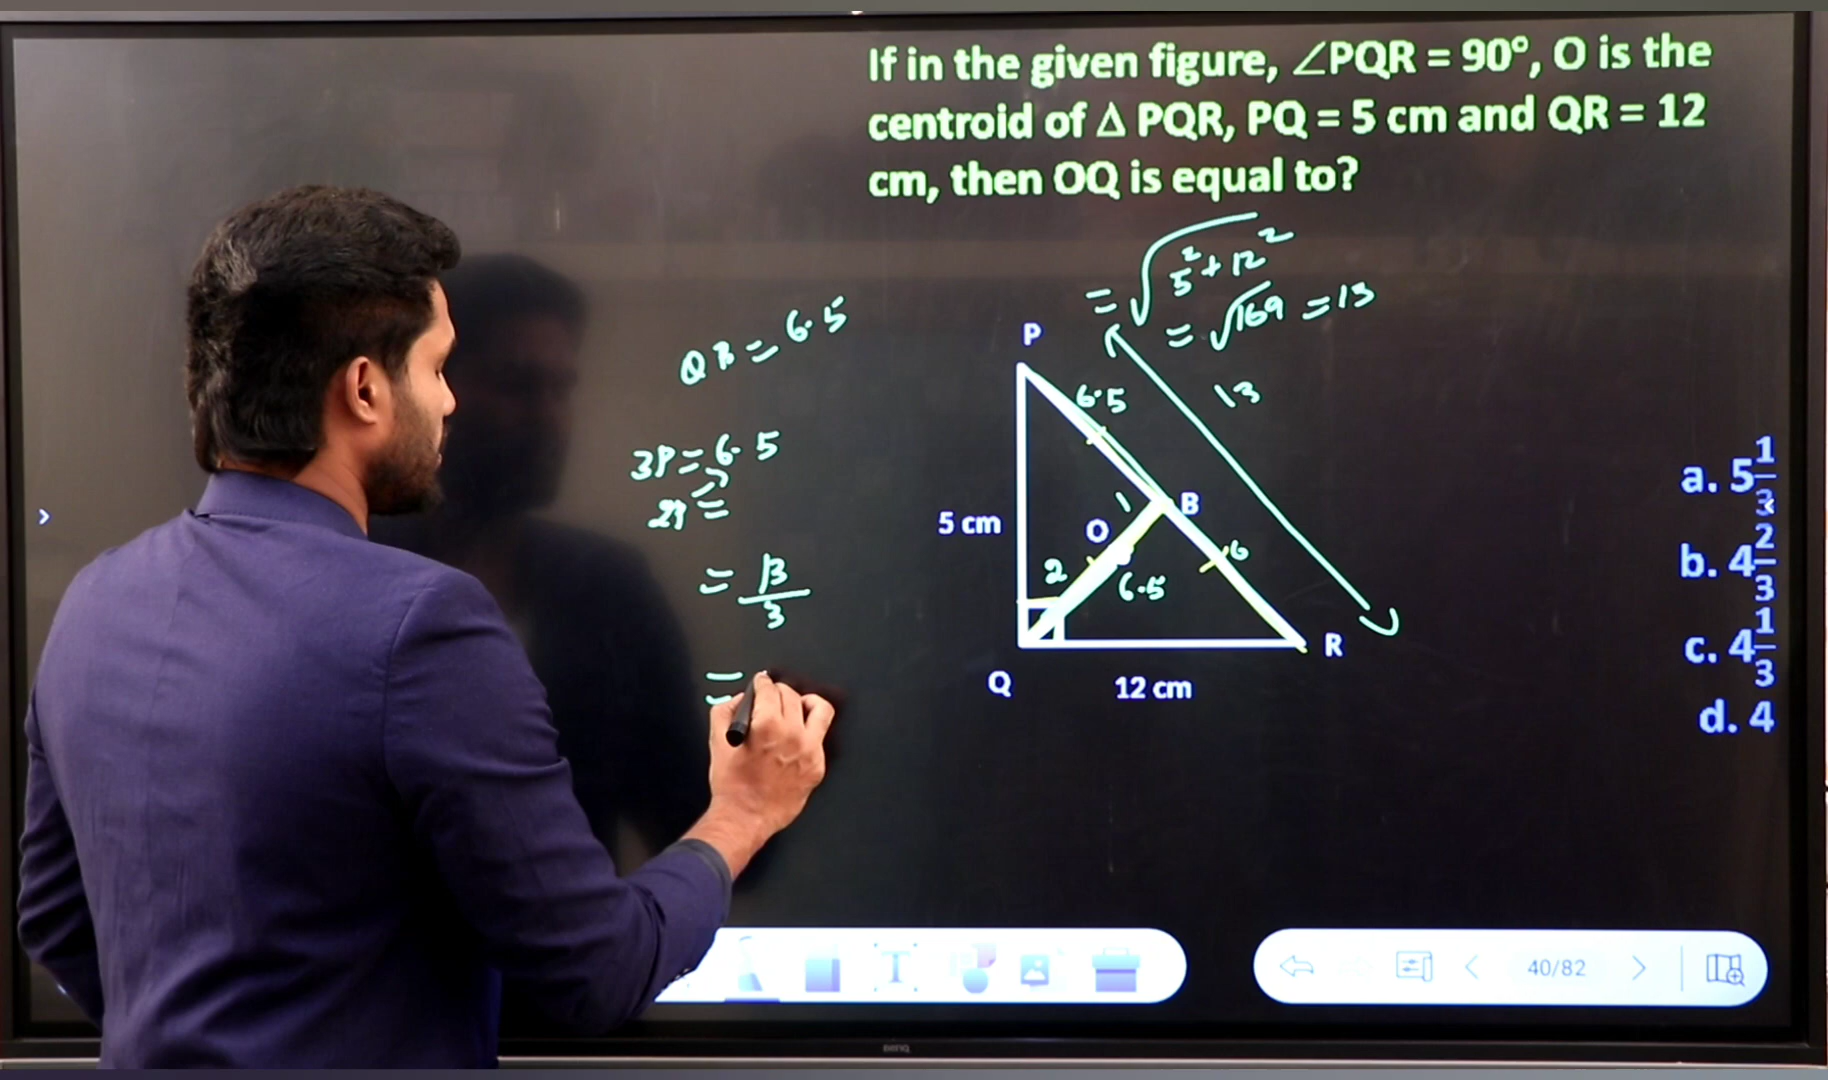 If in the given figure, ∠PQR = 90°, O is the
centroid of Δ PQR, PQ = 5 cm and QR = 12
cm, then OQ is equal to?
= √5² + 12²
= √169 = 13
QB = 6.5
3P = 6.5
=
= 13/3
=
P
6.5
13
1
B
5 cm
O
2
6.5
6
Q
12 cm
R
a. 5 1/3
b. 4 2/3
c. 4 1/3
d. 4
T
40/82
BenQ